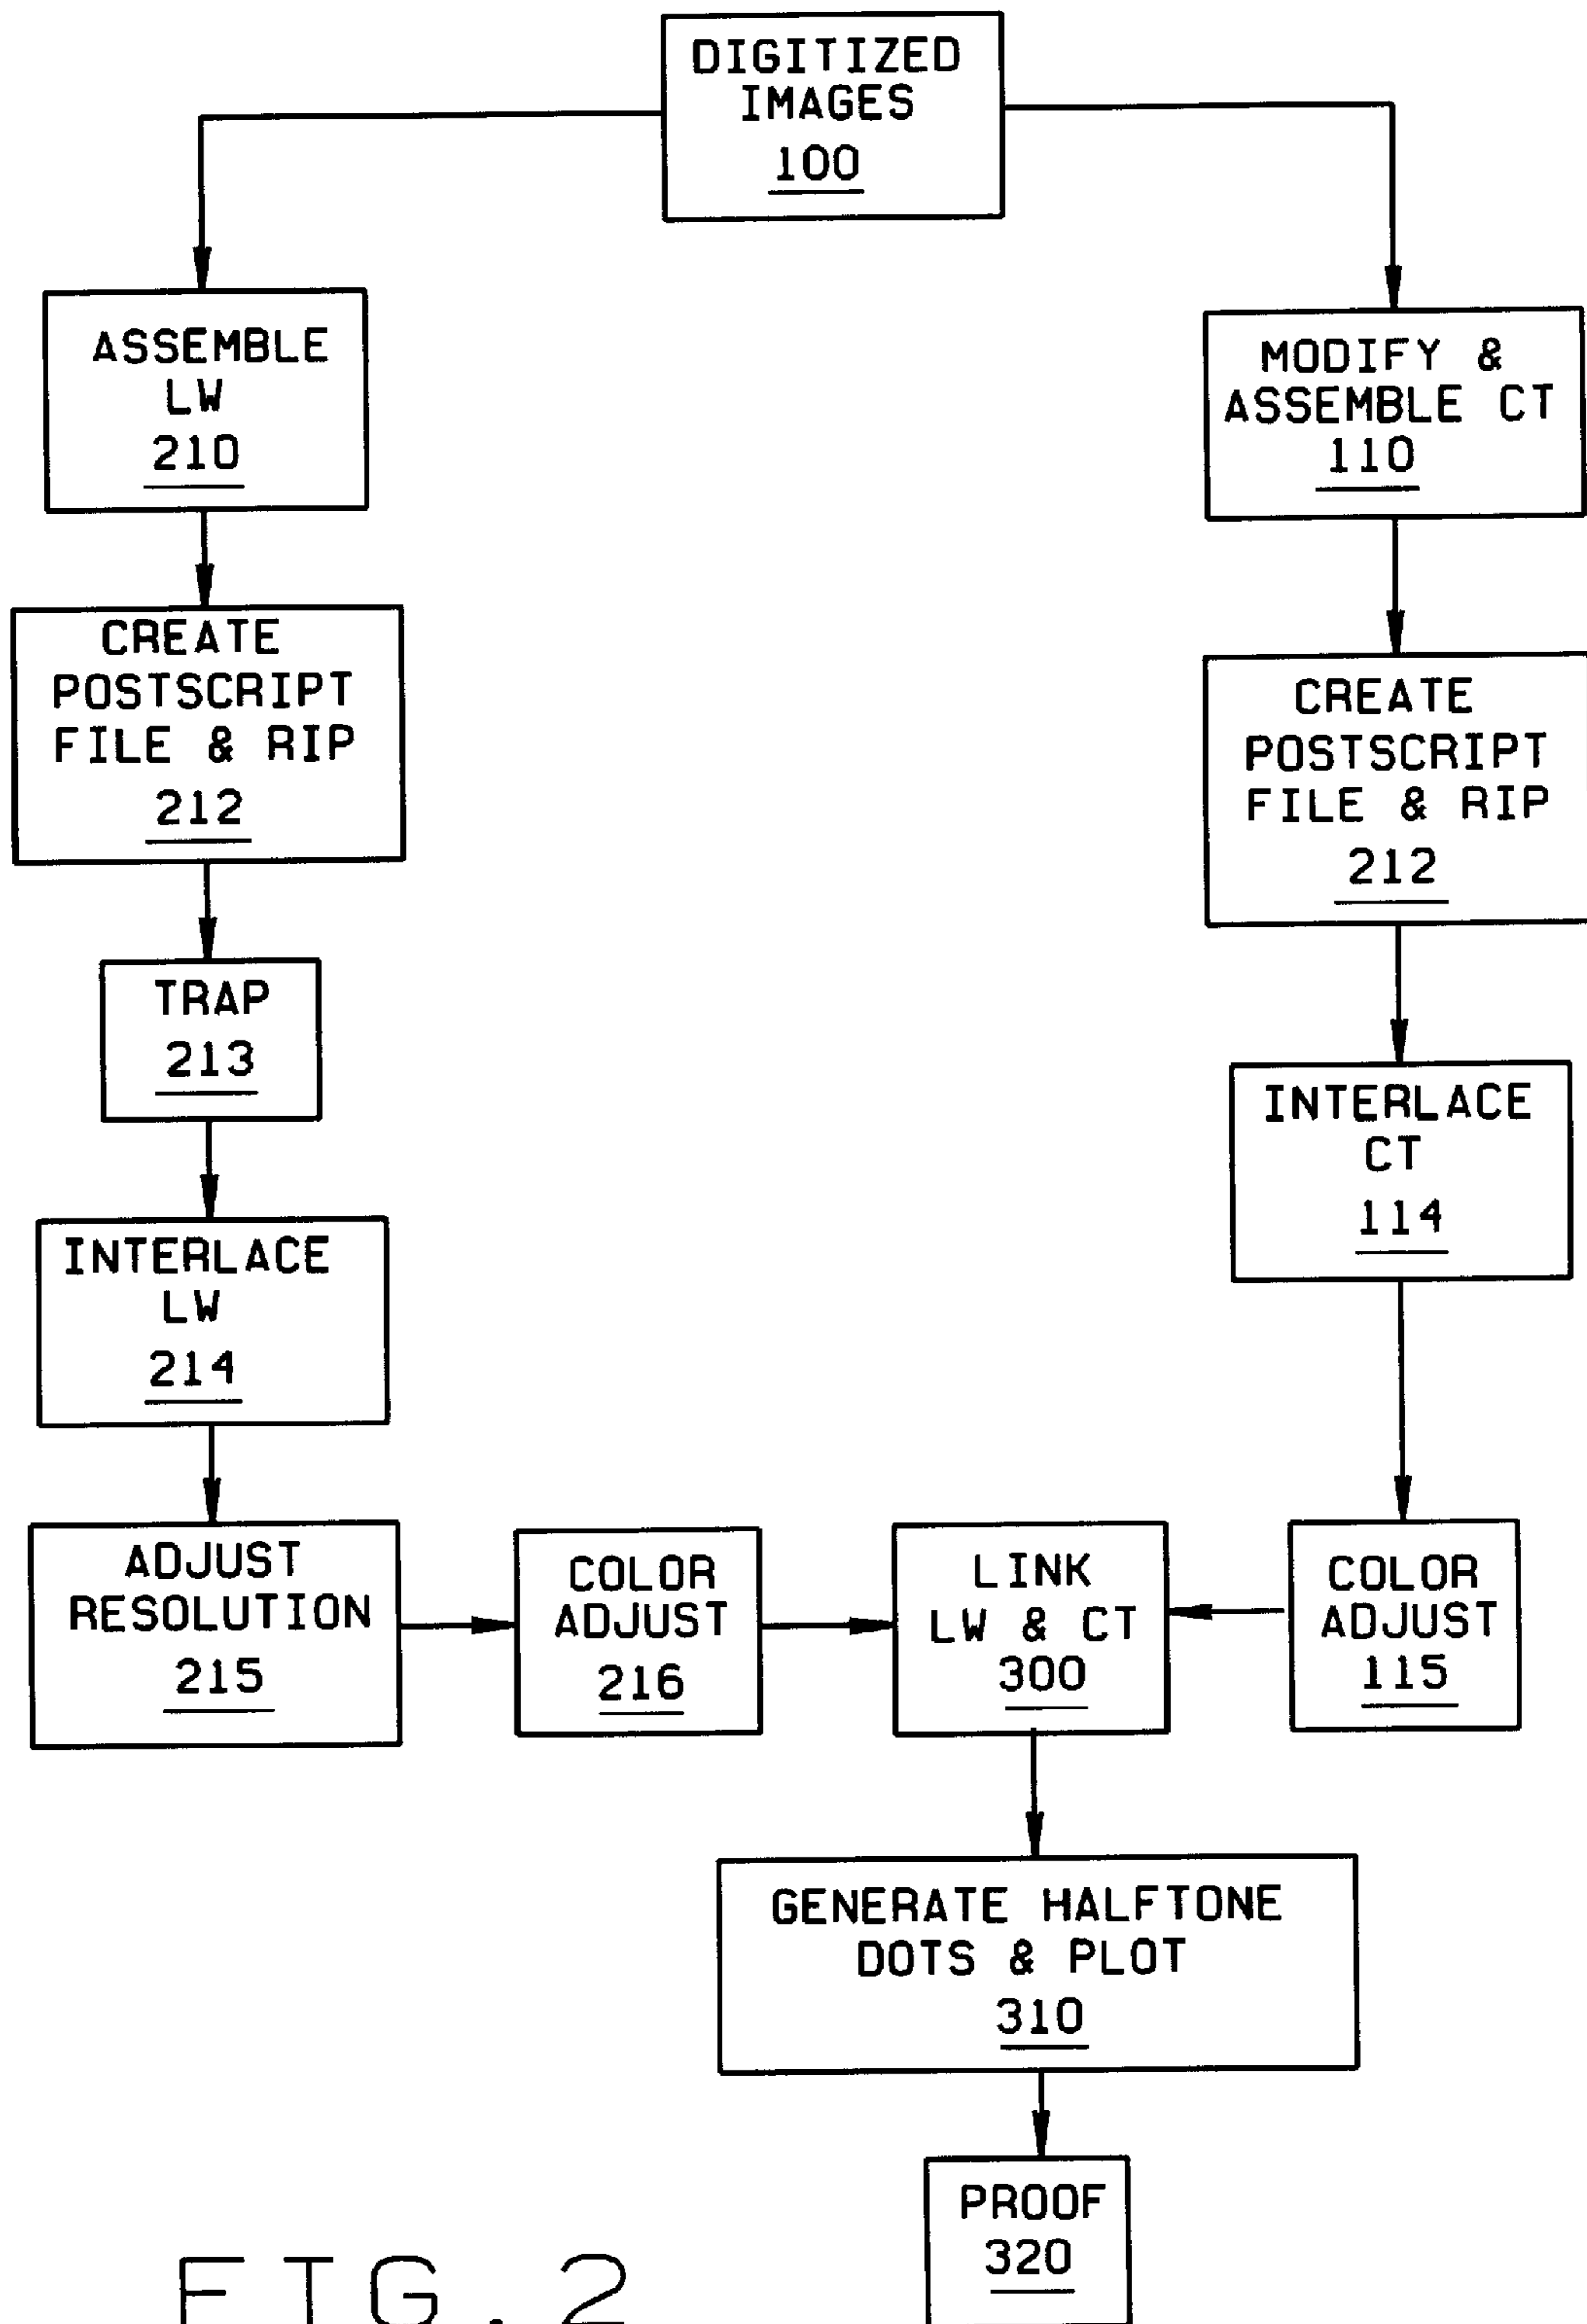 DIGITIZED
IMAGES
100
ASSEMBLE
LW
210
MODIFY &
ASSEMBLE CT
110
CREATE
POSTSCRIPT
FILE & RIP
212
CREATE
POSTSCRIPT
FILE & RIP
212
TRAP
213
INTERLACE
CT
114
INTERLACE
LW
214
ADJUST
RESOLUTION
215
COLOR
ADJUST
216
LINK
LW & CT
300
COLOR
ADJUST
115
GENERATE HALFTONE
DOTS & PLOT
310
PROOF
320
FIG. 2